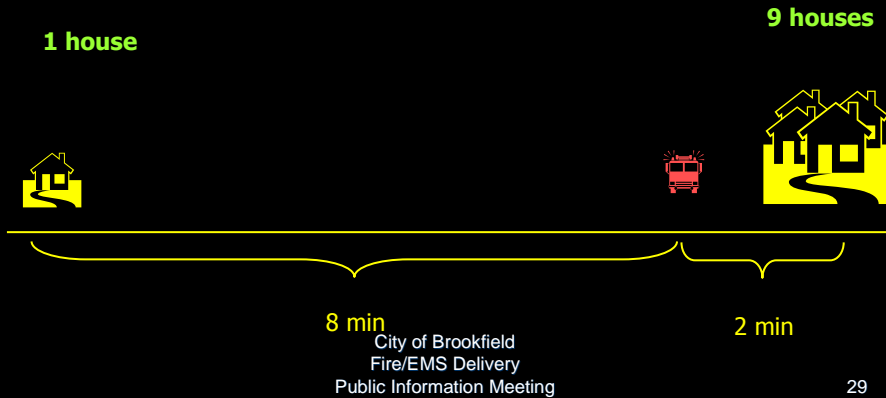 9 houses
1 house
8 min
2 min
City of Brookfield
Fire/EMS Delivery
Public Information Meeting
29